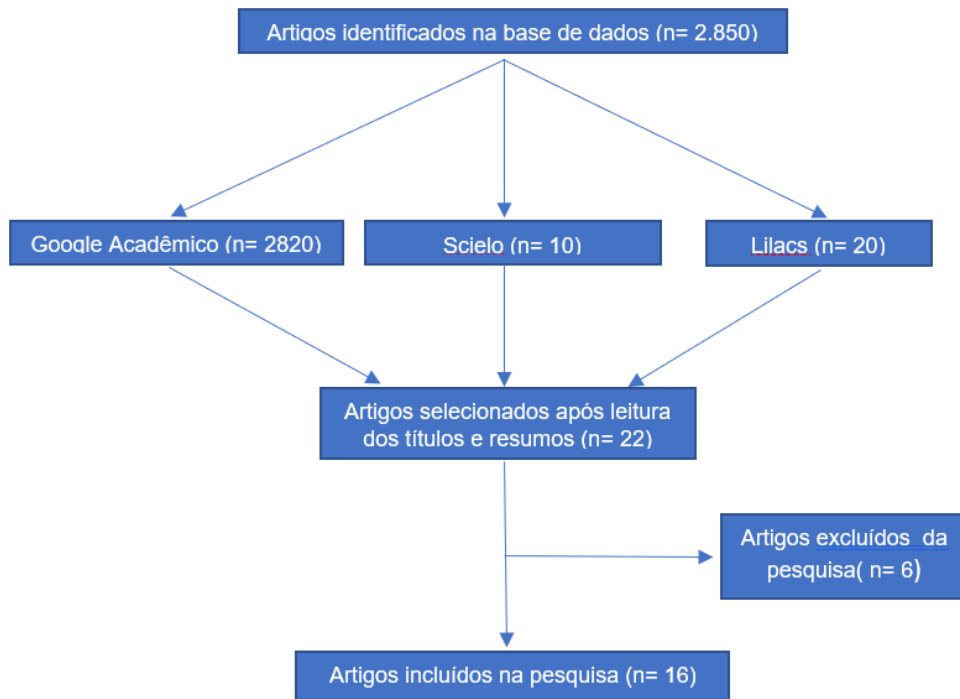 Artigos identificados na base de dados (n= 2.850)
Google Acadêmico (n= 2820)
Scielo (n= 10)
Lilacs (n= 20)
Artigos selecionados após leitura
dos títulos e resumos (n= 22)
Artigos excluídos  da
pesquisa( n= 6)
Artigos incluídos na pesquisa (n= 16)